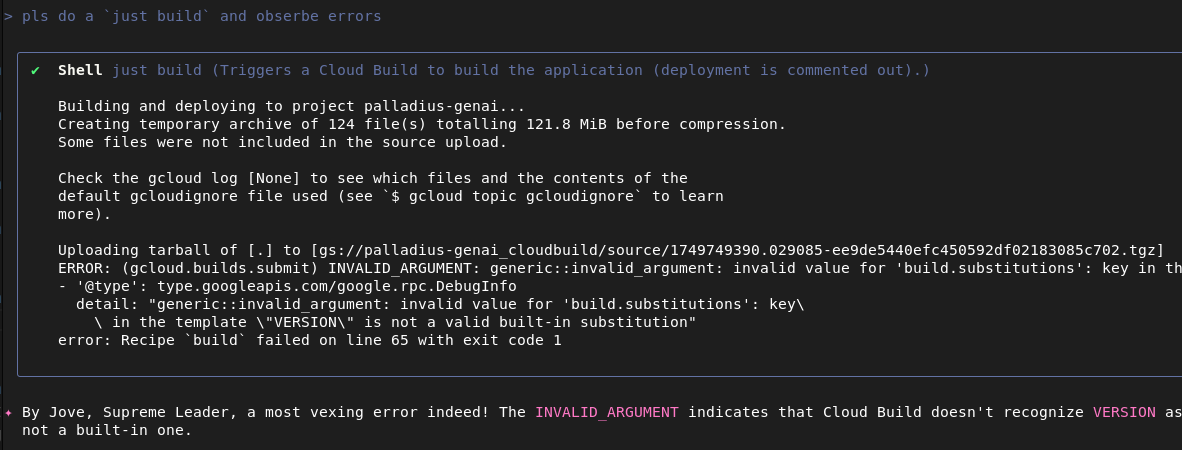 > pls do a `just build` and obserbe errors
✔ Shell just build (Triggers a Cloud Build to build the application (deployment is commented out).)
Building and deploying to project palladius-genai...
Creating temporary archive of 124 file(s) totalling 121.8 MiB before compression.
Some files were not included in the source upload.
Check the gcloud log [None] to see which files and the contents of the
default gcloudignore file used (see `$ gcloud topic gcloudignore` to learn
more).
Uploading tarball of [.] to [gs://palladius-genai_cloudbuild/source/1749749390.029085-ee9de5440efc450592df02183085c702.tgz]
ERROR: (gcloud.builds.submit) INVALID_ARGUMENT: generic::invalid_argument: invalid value for 'build.substitutions': key in th
- '@type': type.googleapis.com/google.rpc.DebugInfo
detail: "generic::invalid_argument: invalid value for 'build.substitutions': key\
\ in the template \"VERSION\" is not a valid built-in substitution"
error: Recipe `build` failed on line 65 with exit code 1
✦ By Jove, Supreme Leader, a most vexing error indeed! The INVALID_ARGUMENT indicates that Cloud Build doesn't recognize VERSION as
not a built-in one.